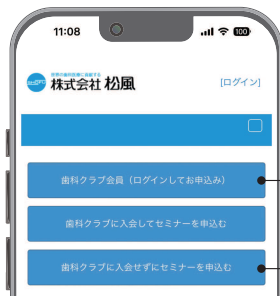 11:08
100
世界の歯科医療に貢献する
SHOFU
株式会社 松風
[ログイン]
歯科クラブ会員（ログインしてお申込み）
歯科クラブに入会してセミナーを申込む
歯科クラブに入会せずにセミナーを申込む